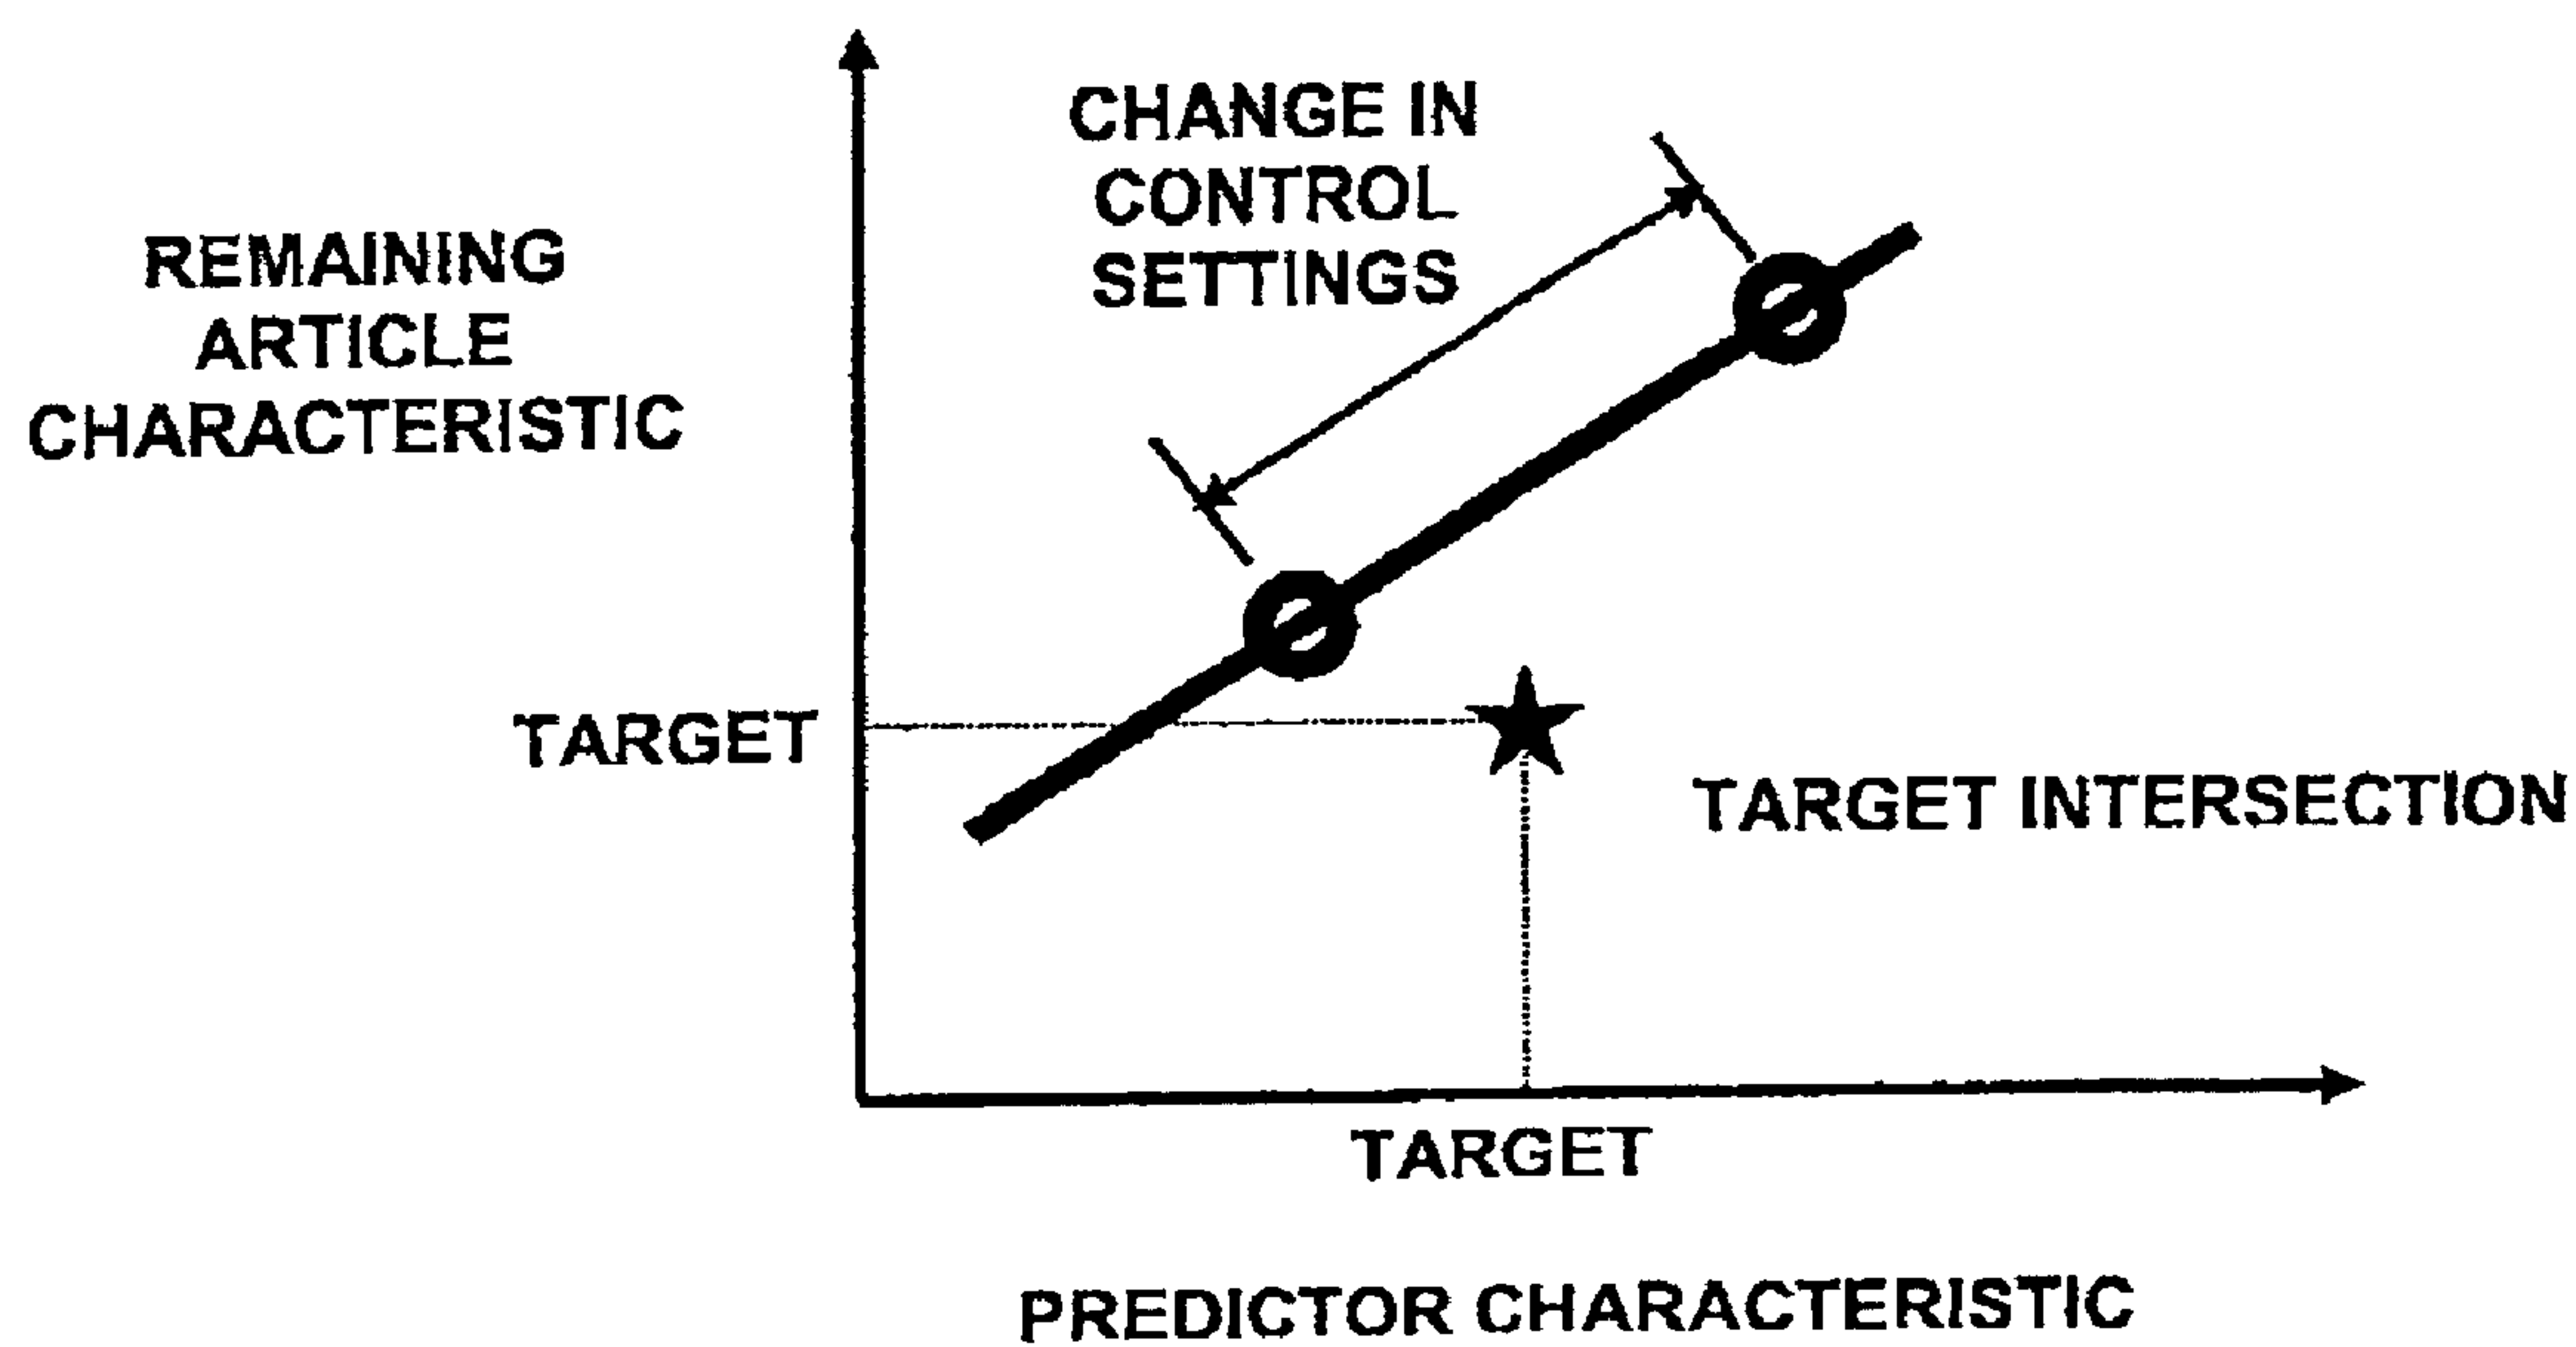 CHANGE IN
CONTROL
SETTINGS
REMAINING
ARTICLE
CHARACTERISTIC
TARGET
TARGET INTERSECTION
TARGET
PREDICTOR CHARACTERISTIC